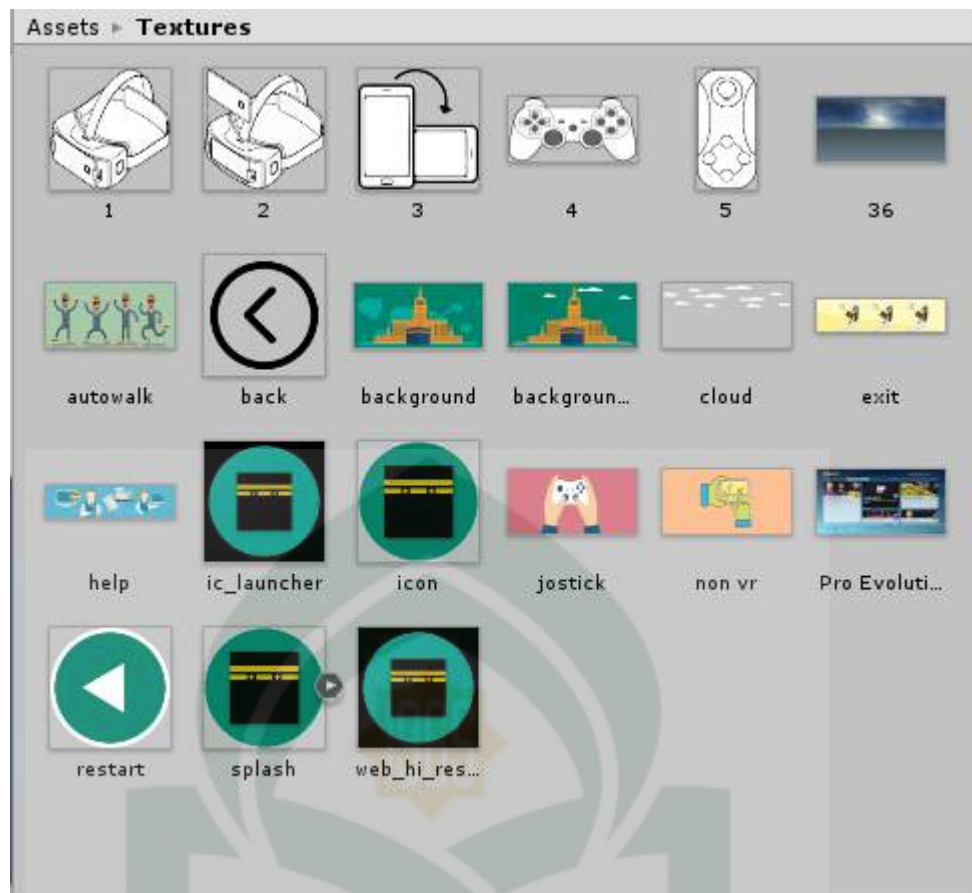 Assets ▸ Textures
1 2 3 4 5 36
autowalk back background backgroun... cloud exit
help ic_launcher icon jostick non vr Pro Evoluti...
restart splash web_hi_res...